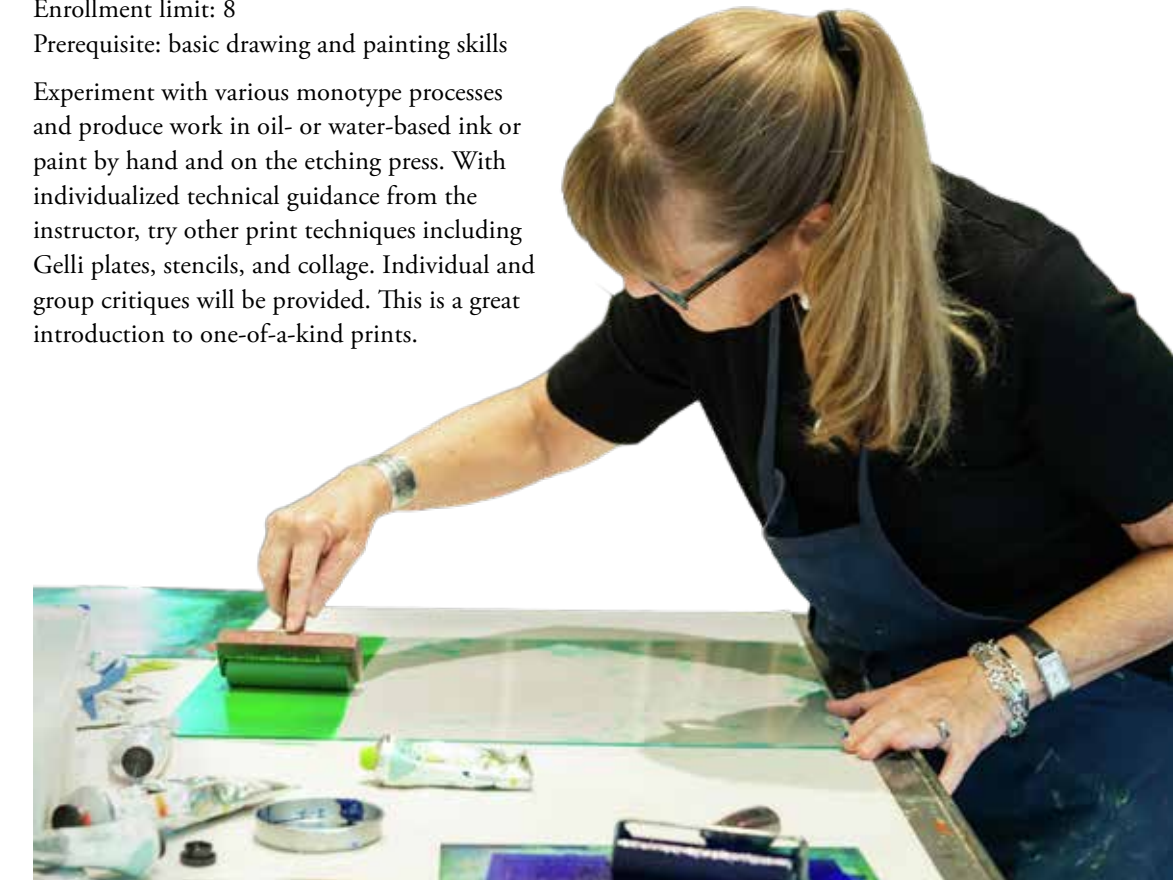 Enrollment limit: 8
Prerequisite: basic drawing and painting skills
Experiment with various monotype processes
and produce work in oil- or water-based ink or
paint by hand and on the etching press. With
individualized technical guidance from the
instructor, try other print techniques including
Gelli plates, stencils, and collage. Individual and
group critiques will be provided. This is a great
introduction to one-of-a-kind prints.